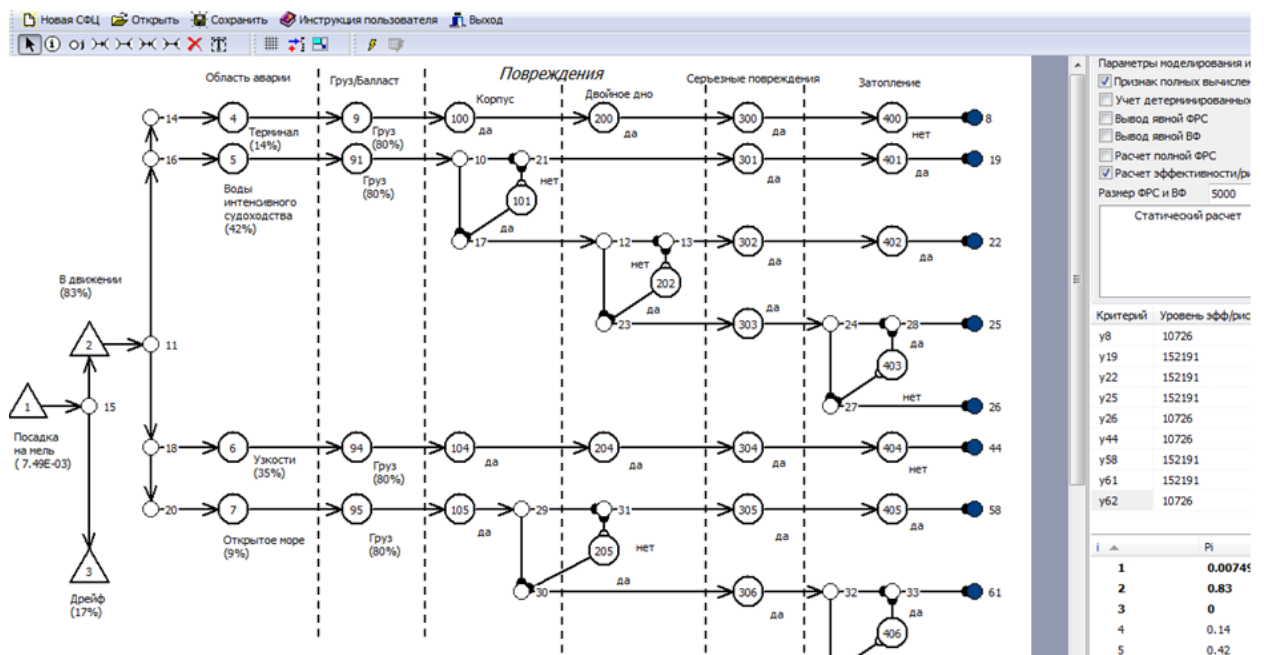 Новая СФЦ Открыть Сохранить Инструкция пользователя Выход
Область аварии
Груз/Балласт
Повреждения
Корпус
Двойное дно
Серьезные повреждения
Затопление
14 4 9 100 200 300 400 8
Терминал
(14%)
Груз
(80%)
да
да
да
нет
16 5 91 10 21 301 401 19
Воды
интенсивного
судоходства
(42%)
Груз
(80%)
нет
101
да
да
да
17 12 13 302 402 22
нет
202
да
да
да
23 303 24 28 25
да
да
403
нет
27 26
В движении
(83%)
2 11
1 15
Посадка
на мель
( 7.49E-03)
3
Дрейф
(17%)
18 6 94 104 204 304 404 44
Узкости
(35%)
Груз
(80%)
да
да
да
нет
20 7 95 105 29 31 305 405 58
Открытое море
(9%)
Груз
(80%)
да
205
нет
да
да
да
30 306 32 33 61
да
да
406
Параметры моделирования и
Признак полных вычислен
Учет детерминированных
Вывод явной ФРС
Вывод явной ВФ
Расчет полной ФРС
Расчет эффективности/ри
Размер ФРС и ВФ 5000
Статический расчет
Критерий Уровень эфф/рис
y8 10726
y19 152191
y22 152191
y25 152191
y26 10726
y44 10726
y58 152191
y61 152191
y62 10726
i Pi
1 0.00749
2 0.83
3 0
4 0.14
5 0.42